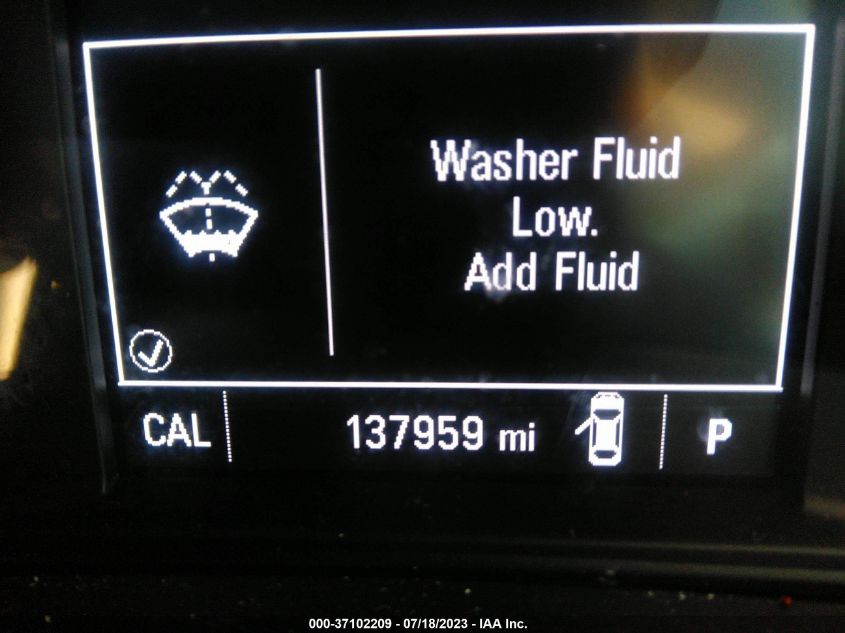 Washer Fluid
Low.
Add Fluid
CAL 137959 mi P
000-37102209 - 07/18/2023 - IAA Inc.